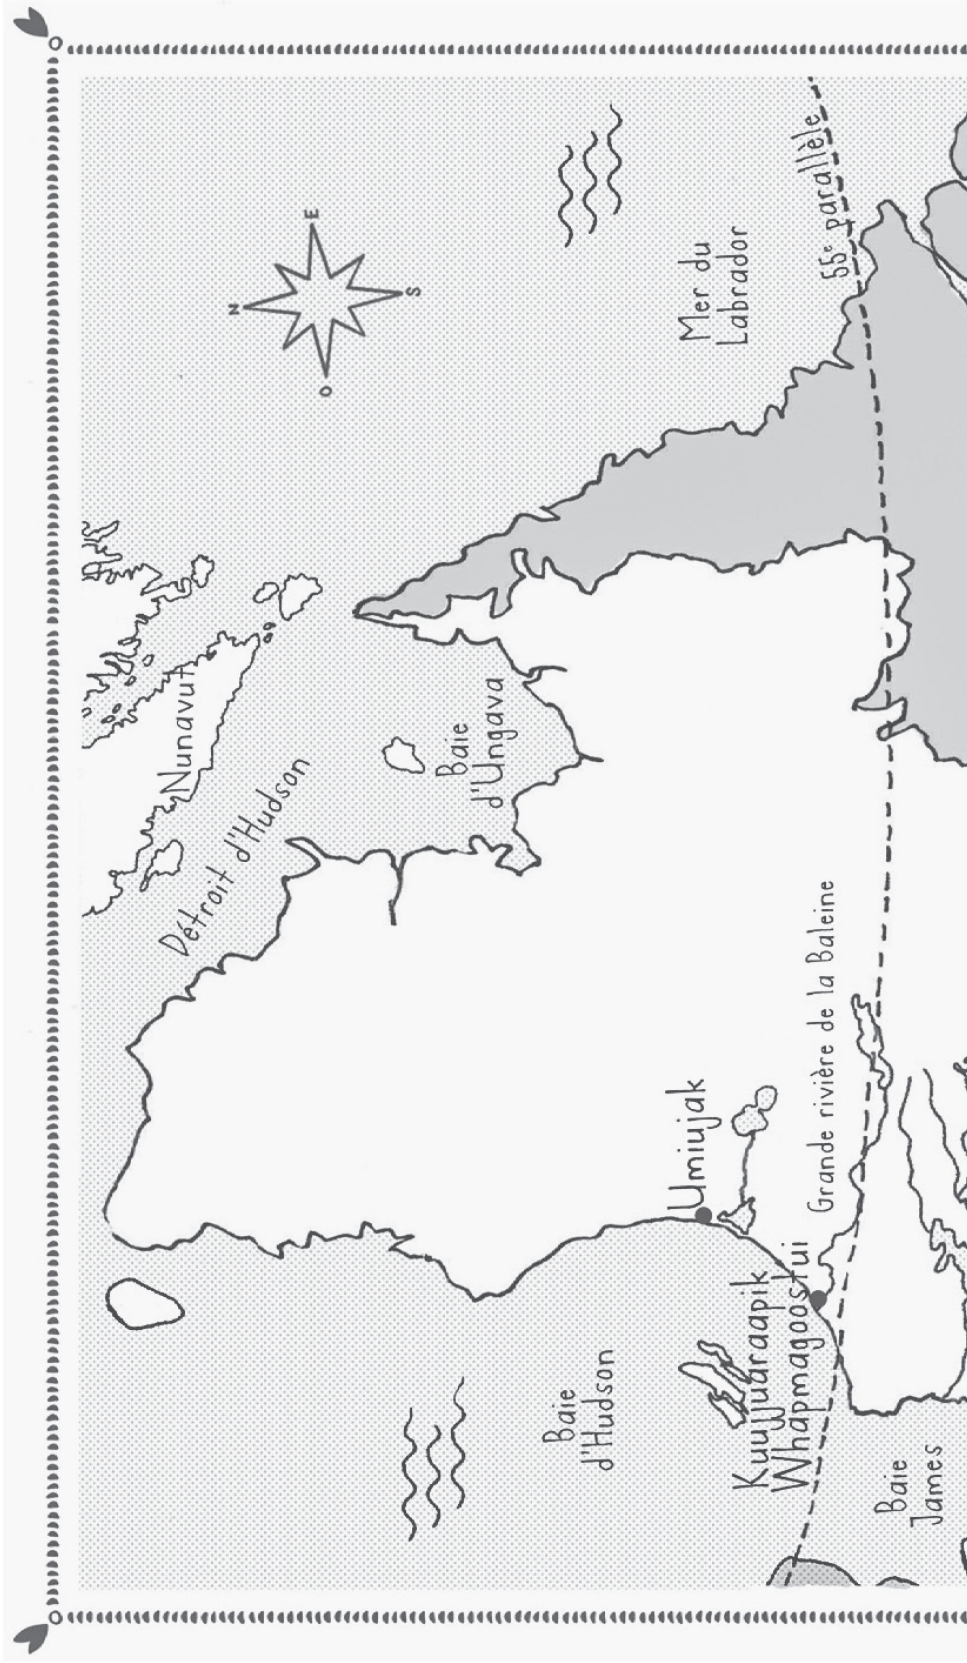 N
E
S
O
Nunavut
Détroit d'Hudson
Baie
d'Ungava
Mer du
Labrador
55e parallèle
Umiujak
Grande rivière de la Baleine
Kuujjuaraapik
Whapmagoostui
Baie
d'Hudson
Baie
James